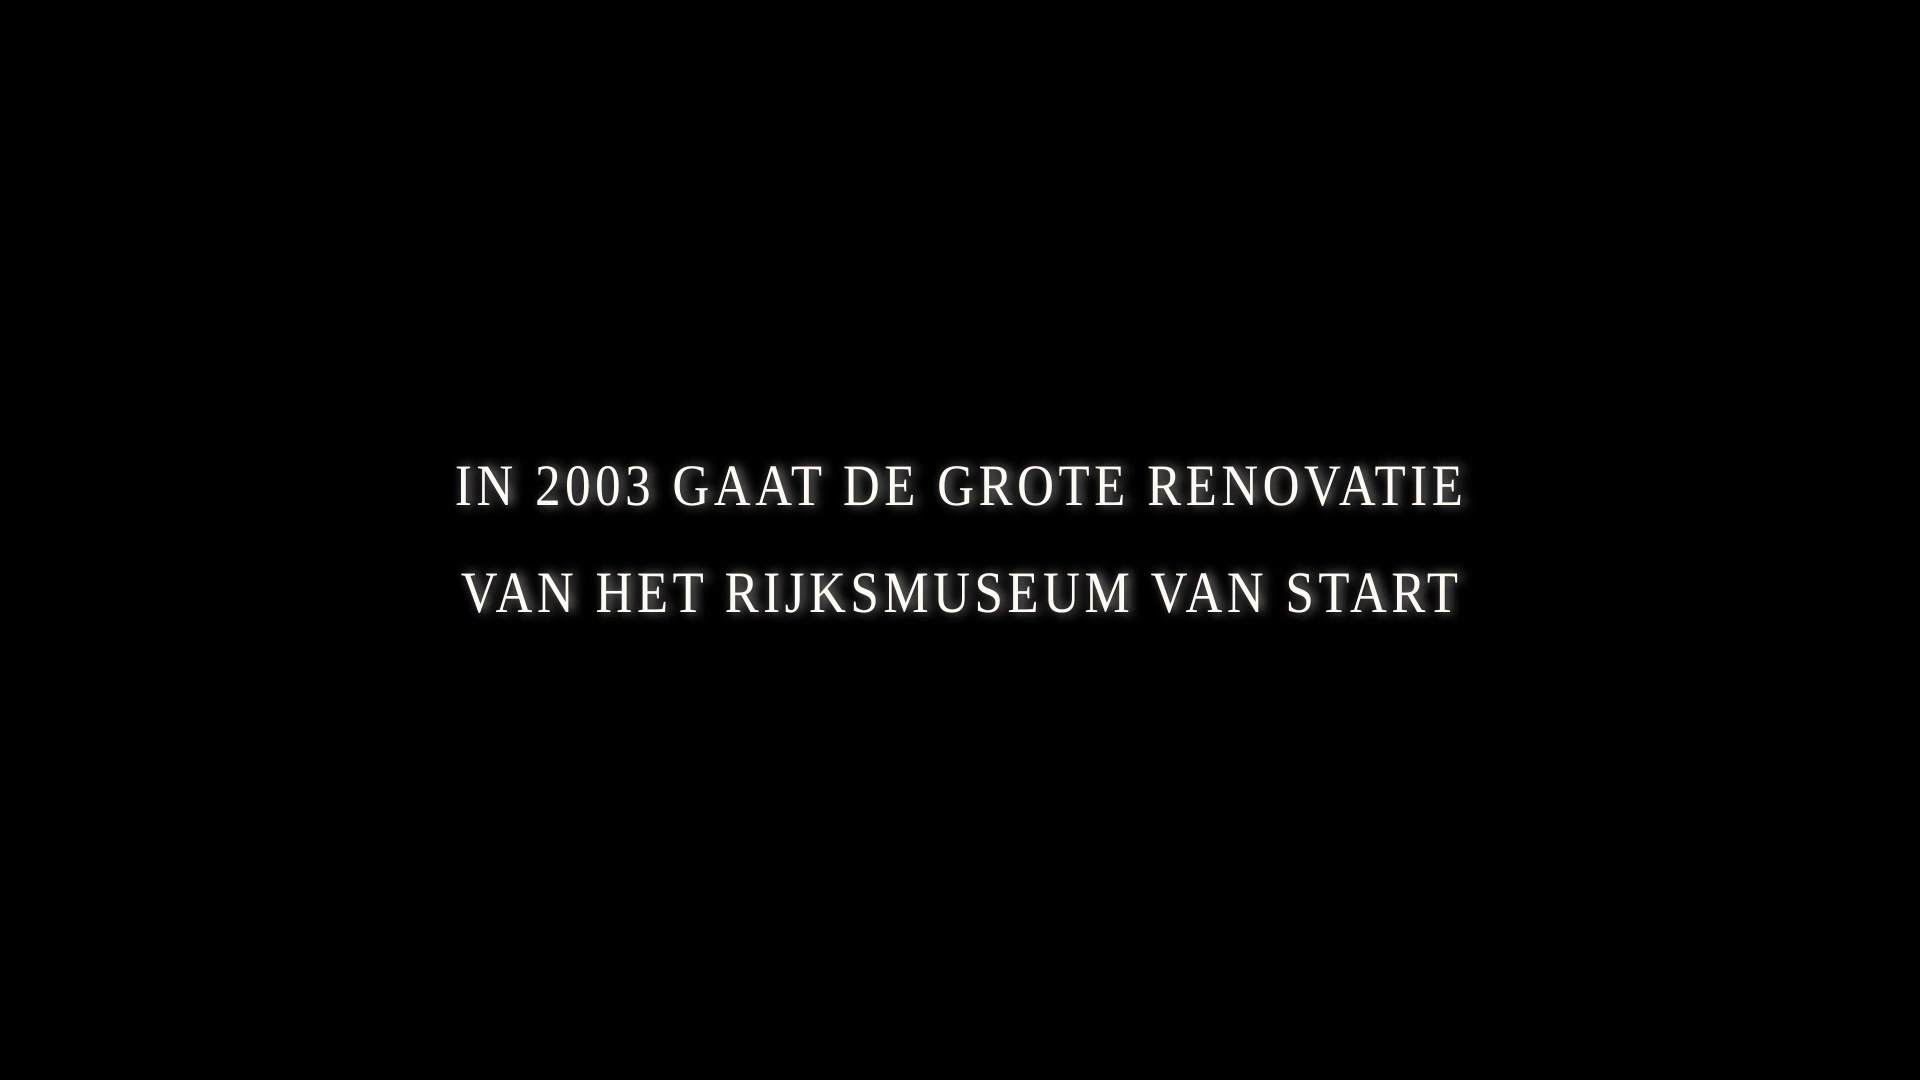 IN 2003 GAAT DE GROTE RENOVATIE
VAN HET RIJKSMUSEUM VAN START